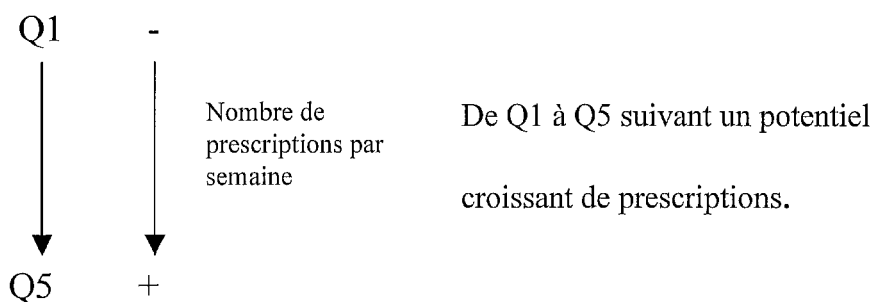 Q1 -
Nombre de
prescriptions par
semaine
De Q1 à Q5 suivant un potentiel
croissant de prescriptions.
Q5 +